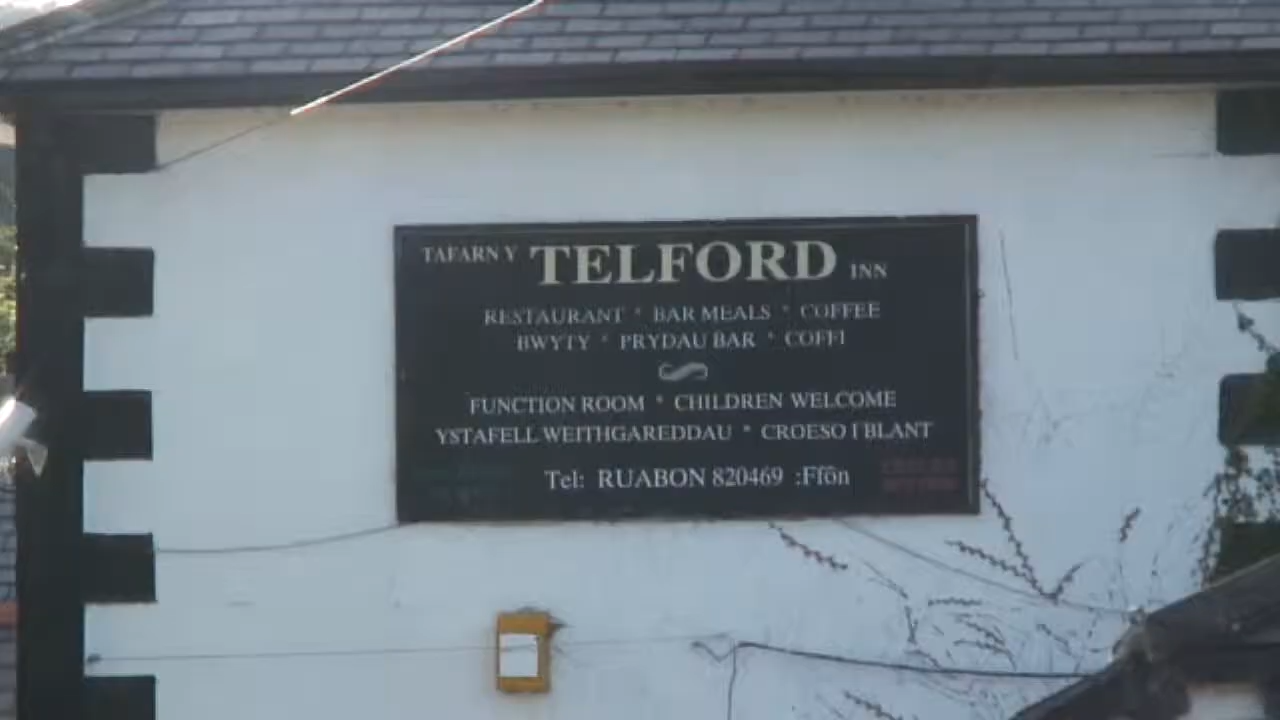 TAFARN Y TELFORD INN
RESTAURANT * BAR MEALS * COFFEE
BWYTY * PRYDAU BAR * COFFI
FUNCTION ROOM * CHILDREN WELCOME
YSTAFELL WEITHGAREDDAU * CROESO I BLANT
Tel: RUABON 820469 :Ffôn